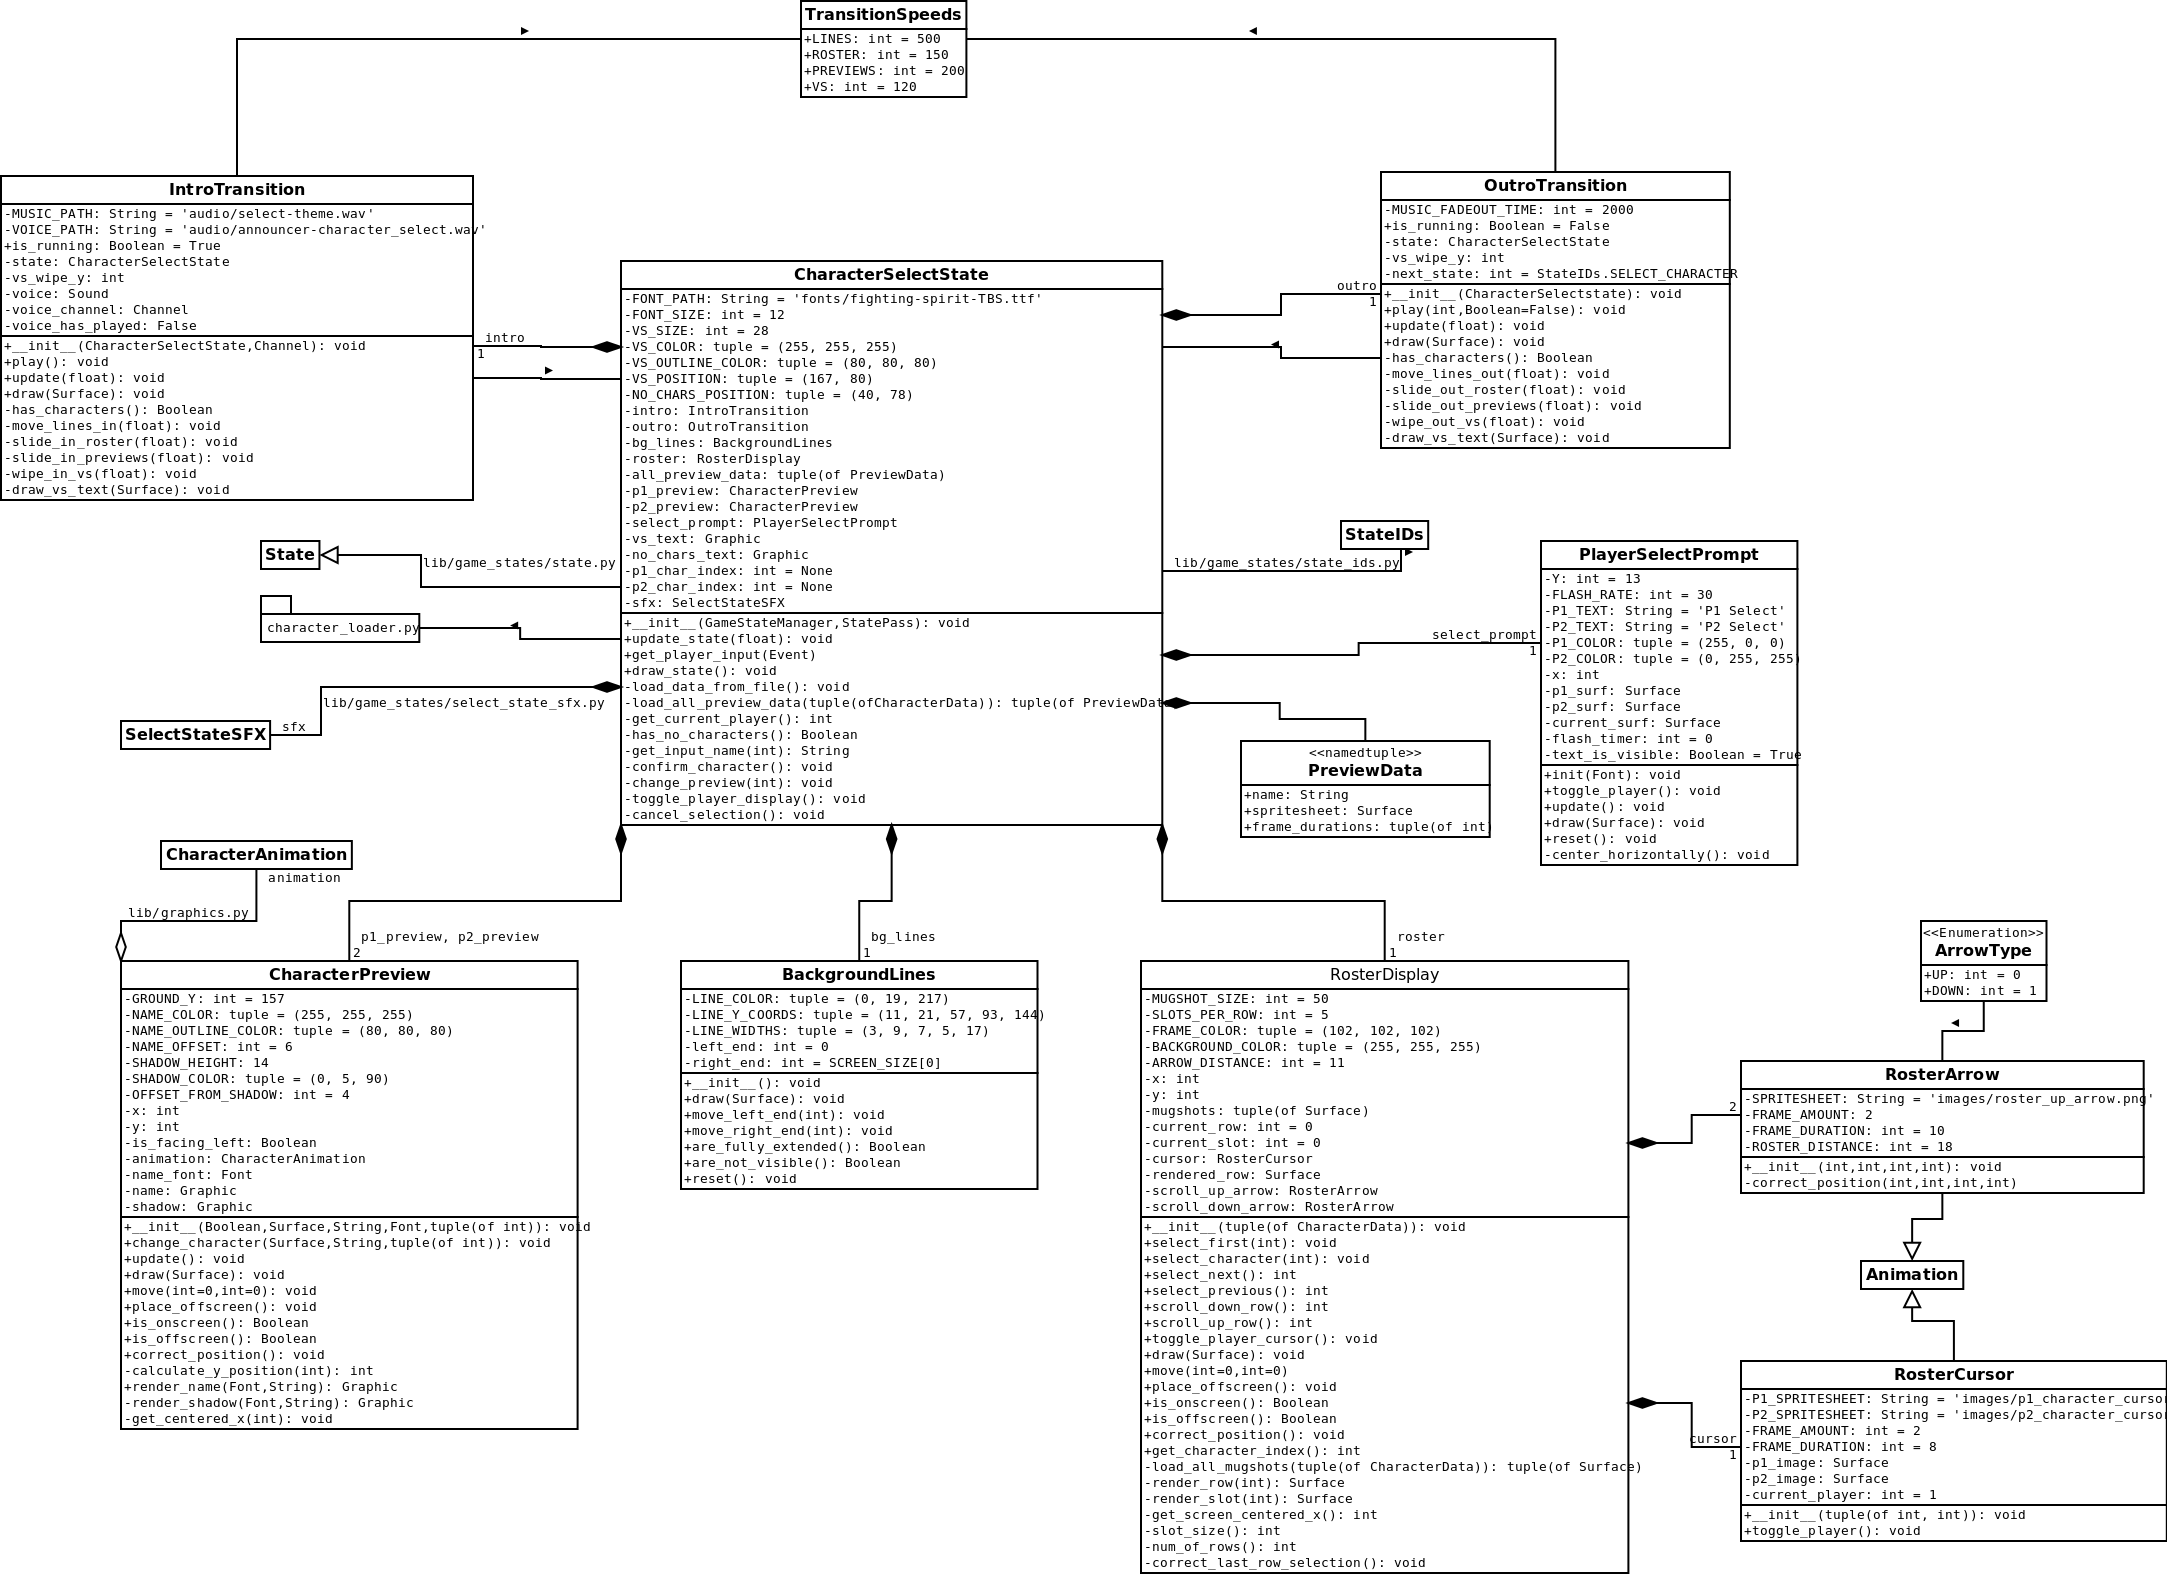 TransitionSpeeds
+LINES: int = 500
+ROSTER: int = 150
+PREVIEWS: int = 200
+VS: int = 120
IntroTransition
-MUSIC_PATH: String = 'audio/select-theme.wav'
-VOICE_PATH: String = 'audio/announcer-character_select.wav'
+is_running: Boolean = True
-state: CharacterSelectState
-vs_wipe_y: int
-voice: Sound
-voice_channel: Channel
-voice_has_played: False
+__init__(CharacterSelectState,Channel): void
+play(): void
+update(float): void
+draw(Surface): void
-has_characters(): Boolean
-move_lines_in(float): void
-slide_in_roster(float): void
-slide_in_previews(float): void
-wipe_in_vs(float): void
-draw_vs_text(Surface): void
intro
1
OutroTransition
-MUSIC_FADEOUT_TIME: int = 2000
+is_running: Boolean = False
-state: CharacterSelectState
-vs_wipe_y: int
-next_state: int = StateIDs.SELECT_CHARACTER
+__init__(CharacterSelectstate): void
+play(int,Boolean=False): void
+update(float): void
+draw(Surface): void
-has_characters(): Boolean
-move_lines_out(float): void
-slide_out_roster(float): void
-slide_out_previews(float): void
-wipe_out_vs(float): void
-draw_vs_text(Surface): void
outro
1
CharacterSelectState
-FONT_PATH: String = 'fonts/fighting-spirit-TBS.ttf'
-FONT_SIZE: int = 12
-VS_SIZE: int = 28
-VS_COLOR: tuple = (255, 255, 255)
-VS_OUTLINE_COLOR: tuple = (80, 80, 80)
-VS_POSITION: tuple = (167, 80)
-NO_CHARS_POSITION: tuple = (40, 78)
-intro: IntroTransition
-outro: OutroTransition
-bg_lines: BackgroundLines
-roster: RosterDisplay
-all_preview_data: tuple(of PreviewData)
-p1_preview: CharacterPreview
-p2_preview: CharacterPreview
-select_prompt: PlayerSelectPrompt
-vs_text: Graphic
-no_chars_text: Graphic
-p1_char_index: int = None
-p2_char_index: int = None
-sfx: SelectStateSFX
+__init__(GameStateManager,StatePass): void
+update_state(float): void
+get_player_input(Event)
+draw_state(): void
-load_data_from_file(): void
-load_all_preview_data(tuple(ofCharacterData)): tuple(of PreviewData
-get_current_player(): int
-has_no_characters(): Boolean
-get_input_name(int): String
-confirm_character(): void
-change_preview(int): void
-toggle_player_display(): void
-cancel_selection(): void
State
lib/game_states/state.py
character_loader.py
lib/game_states/select_state_sfx.py
SelectStateSFX
sfx
StateIDs
lib/game_states/state_ids.py
PlayerSelectPrompt
-Y: int = 13
-FLASH_RATE: int = 30
-P1_TEXT: String = 'P1 Select'
-P2_TEXT: String = 'P2 Select'
-P1_COLOR: tuple = (255, 0, 0)
-P2_COLOR: tuple = (0, 255, 255)
-x: int
-p1_surf: Surface
-p2_surf: Surface
-current_surf: Surface
-flash_timer: int = 0
-text_is_visible: Boolean = True
+init(Font): void
+toggle_player(): void
+update(): void
+draw(Surface): void
+reset(): void
-center_horizontally(): void
select_prompt
1
<<namedtuple>>
PreviewData
+name: String
+spritesheet: Surface
+frame_durations: tuple(of int)
CharacterAnimation
animation
lib/graphics.py
p1_preview, p2_preview
2
CharacterPreview
-GROUND_Y: int = 157
-NAME_COLOR: tuple = (255, 255, 255)
-NAME_OUTLINE_COLOR: tuple = (80, 80, 80)
-NAME_OFFSET: int = 6
-SHADOW_HEIGHT: 14
-SHADOW_COLOR: tuple = (0, 5, 90)
-OFFSET_FROM_SHADOW: int = 4
-x: int
-y: int
-is_facing_left: Boolean
-animation: CharacterAnimation
-name_font: Font
-name: Graphic
-shadow: Graphic
+__init__(Boolean,Surface,String,Font,tuple(of int)): void
+change_character(Surface,String,tuple(of int)): void
+update(): void
+draw(Surface): void
+move(int=0,int=0): void
+place_offscreen(): void
+is_onscreen(): Boolean
+is_offscreen(): Boolean
+correct_position(): void
-calculate_y_position(int): int
+render_name(Font,String): Graphic
-render_shadow(Font,String): Graphic
-get_centered_x(int): void
bg_lines
1
BackgroundLines
-LINE_COLOR: tuple = (0, 19, 217)
-LINE_Y_COORDS: tuple = (11, 21, 57, 93, 144)
-LINE_WIDTHS: tuple = (3, 9, 7, 5, 17)
-left_end: int = 0
-right_end: int = SCREEN_SIZE[0]
+__init__(): void
+draw(Surface): void
+move_left_end(int): void
+move_right_end(int): void
+are_fully_extended(): Boolean
+are_not_visible(): Boolean
+reset(): void
roster
1
RosterDisplay
-MUGSHOT_SIZE: int = 50
-SLOTS_PER_ROW: int = 5
-FRAME_COLOR: tuple = (102, 102, 102)
-BACKGROUND_COLOR: tuple = (255, 255, 255)
-ARROW_DISTANCE: int = 11
-x: int
-y: int
-mugshots: tuple(of Surface)
-current_row: int = 0
-current_slot: int = 0
-cursor: RosterCursor
-rendered_row: Surface
-scroll_up_arrow: RosterArrow
-scroll_down_arrow: RosterArrow
+__init__(tuple(of CharacterData)): void
+select_first(int): void
+select_character(int): void
+select_next(): int
+select_previous(): int
+scroll_down_row(): int
+scroll_up_row(): int
+toggle_player_cursor(): void
+draw(Surface): void
+move(int=0,int=0)
+place_offscreen(): void
+is_onscreen(): Boolean
+is_offscreen(): Boolean
+correct_position(): void
+get_character_index(): int
-load_all_mugshots(tuple(of CharacterData)): tuple(of Surface)
-render_row(int): Surface
-render_slot(int): Surface
-get_screen_centered_x(): int
-slot_size(): int
-num_of_rows(): int
-correct_last_row_selection(): void
<<Enumeration>>
ArrowType
+UP: int = 0
+DOWN: int = 1
2
RosterArrow
-SPRITESHEET: String = 'images/roster_up_arrow.png'
-FRAME_AMOUNT: 2
-FRAME_DURATION: int = 10
-ROSTER_DISTANCE: int = 18
+__init__(int,int,int,int): void
-correct_position(int,int,int,int)
Animation
cursor
1
RosterCursor
-P1_SPRITESHEET: String = 'images/p1_character_cursor
-P2_SPRITESHEET: String = 'images/p2_character_cursor
-FRAME_AMOUNT: int = 2
-FRAME_DURATION: int = 8
-p1_image: Surface
-p2_image: Surface
-current_player: int = 1
+__init__(tuple(of int, int)): void
+toggle_player(): void